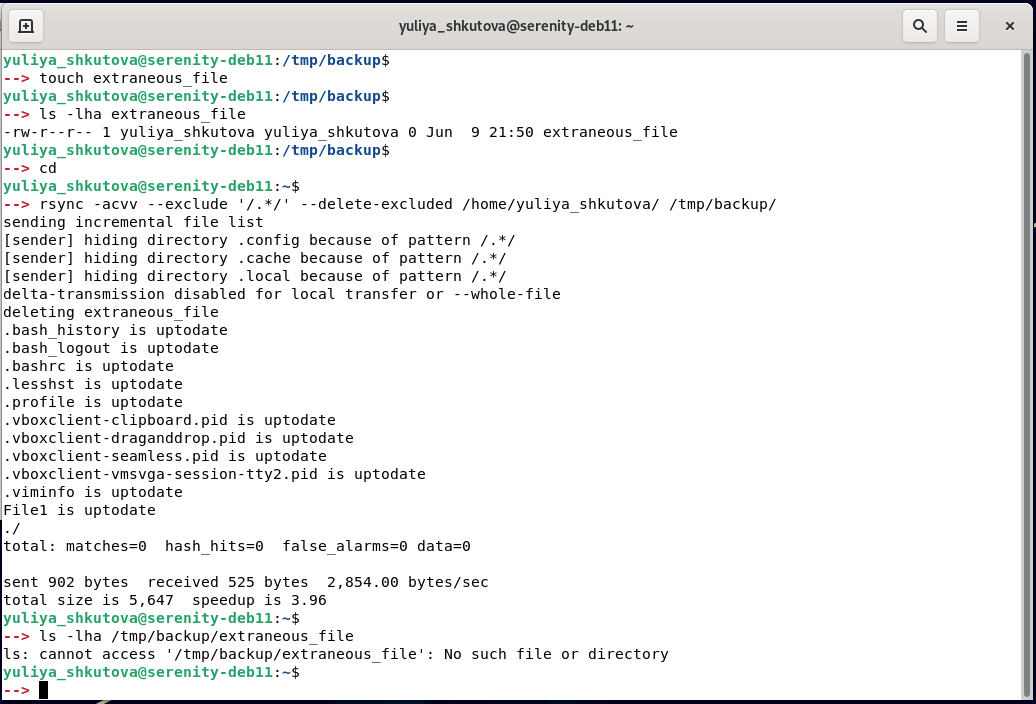 yuliya_shkutova@serenity-deb11: ~
yuliya_shkutova@serenity-deb11:/tmp/backup$
--> touch extraneous_file
yuliya_shkutova@serenity-deb11:/tmp/backup$
--> ls -lha extraneous_file
-rw-r--r-- 1 yuliya_shkutova yuliya_shkutova 0 Jun  9 21:50 extraneous_file
yuliya_shkutova@serenity-deb11:/tmp/backup$
--> cd
yuliya_shkutova@serenity-deb11:~$
--> rsync -acvv --exclude '/.*/' --delete-excluded /home/yuliya_shkutova/ /tmp/backup/
sending incremental file list
[sender] hiding directory .config because of pattern /.*/
[sender] hiding directory .cache because of pattern /.*/
[sender] hiding directory .local because of pattern /.*/
delta-transmission disabled for local transfer or --whole-file
deleting extraneous_file
.bash_history is uptodate
.bash_logout is uptodate
.bashrc is uptodate
.lesshst is uptodate
.profile is uptodate
.vboxclient-clipboard.pid is uptodate
.vboxclient-draganddrop.pid is uptodate
.vboxclient-seamless.pid is uptodate
.vboxclient-vmsvga-session-tty2.pid is uptodate
.viminfo is uptodate
File1 is uptodate
./
total: matches=0  hash_hits=0  false_alarms=0 data=0
sent 902 bytes  received 525 bytes  2,854.00 bytes/sec
total size is 5,647  speedup is 3.96
yuliya_shkutova@serenity-deb11:~$
--> ls -lha /tmp/backup/extraneous_file
ls: cannot access '/tmp/backup/extraneous_file': No such file or directory
yuliya_shkutova@serenity-deb11:~$
-->